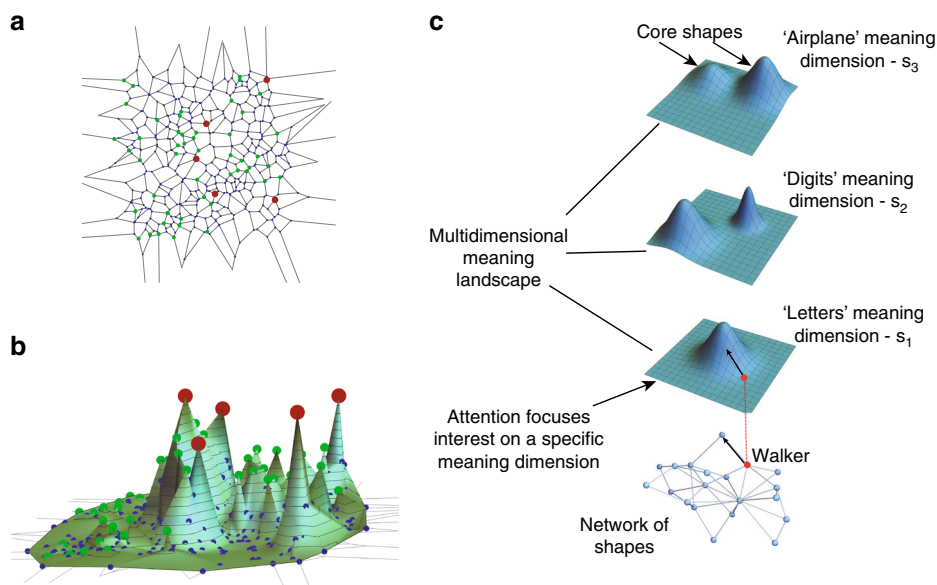 a
b
c
Core shapes
'Airplane' meaning
dimension - s3
'Digits' meaning
dimension - s2
Multidimensional
meaning
landscape
'Letters' meaning
dimension - s1
Attention focuses
interest on a specific
meaning dimension
Walker
Network of
shapes